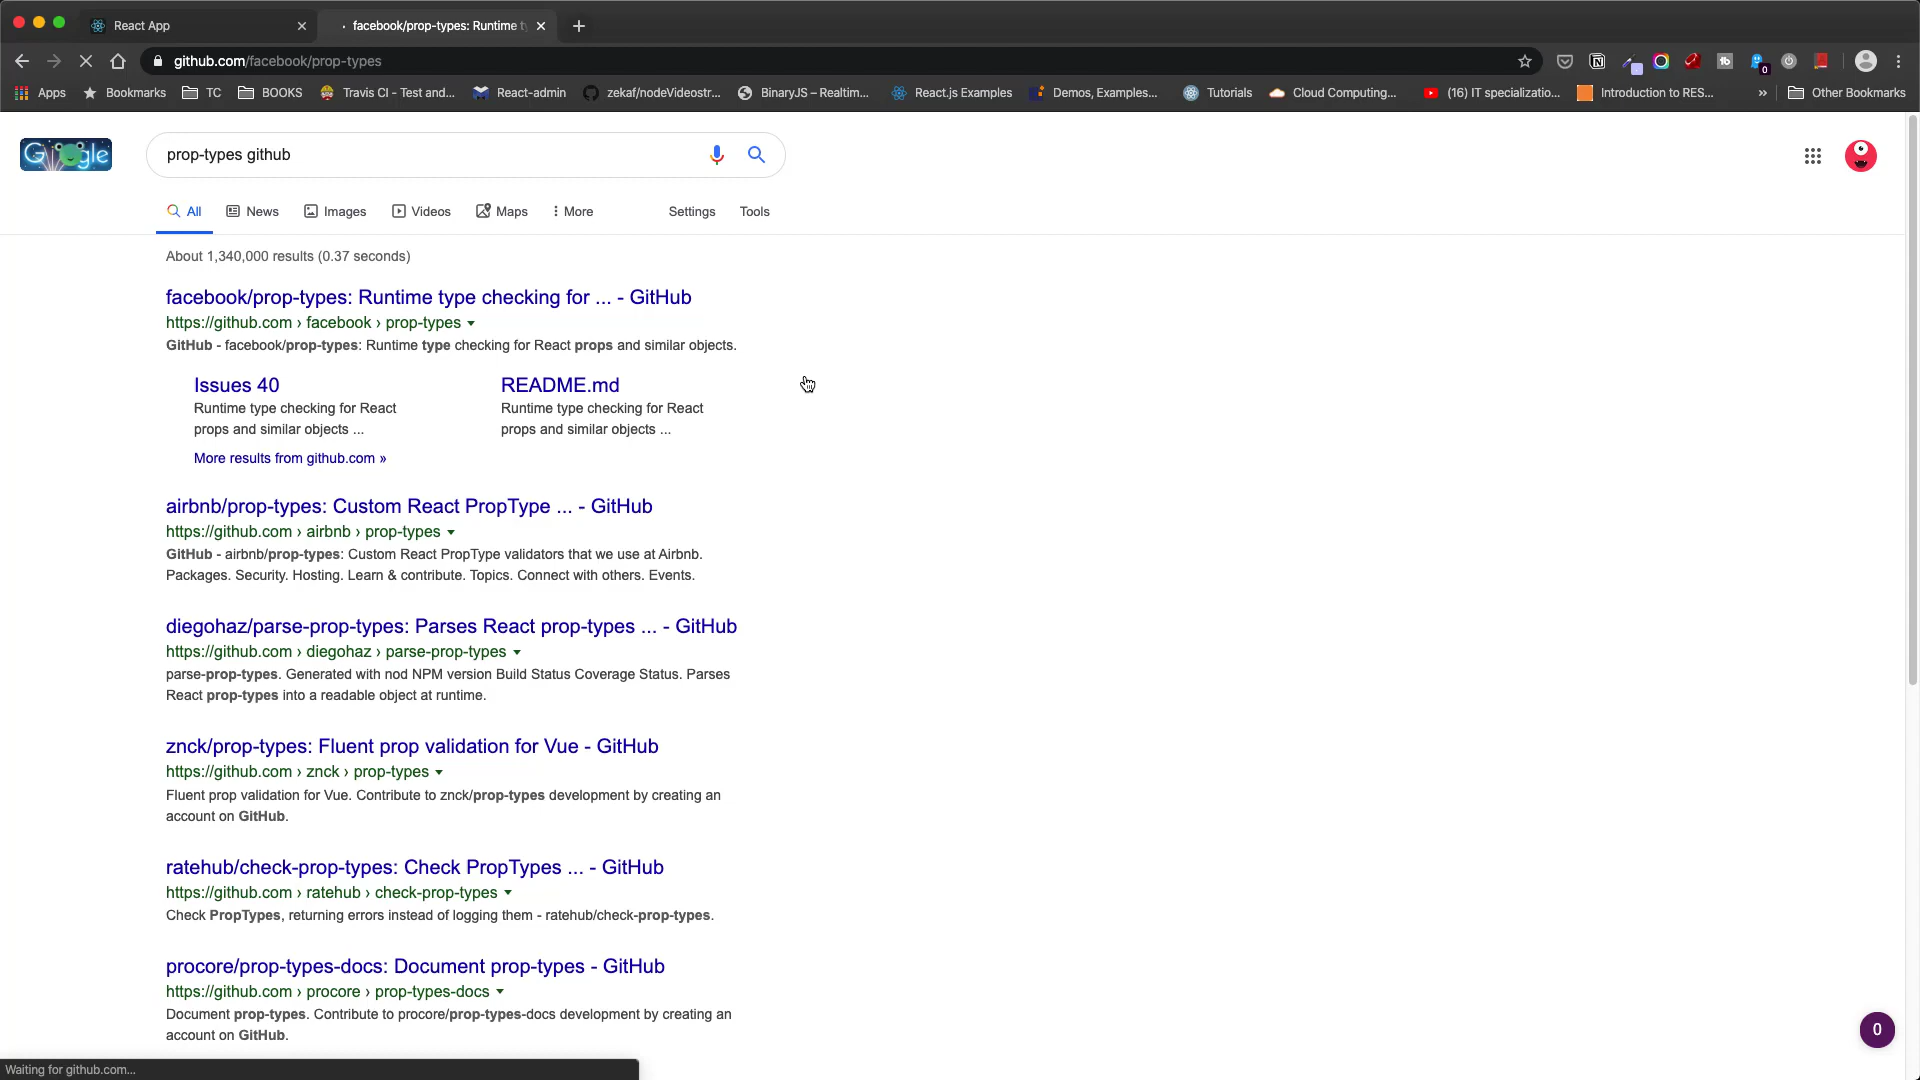 React App
facebook/prop-types: Runtime ty
github.com/facebook/prop-types
0
Apps Bookmarks TC BOOKS Travis CI - Test and... React-admin zekaf/nodeVideostr... BinaryJS – Realtim... React.js Examples Demos, Examples... Tutorials Cloud Computing... (16) IT specializatio... Introduction to RES... » Other Bookmarks
Google
prop-types github
All News Images Videos Maps More Settings Tools
About 1,340,000 results (0.37 seconds)
facebook/prop-types: Runtime type checking for ... - GitHub
https://github.com › facebook › prop-types
GitHub - facebook/prop-types: Runtime type checking for React props and similar objects.
Issues 40
Runtime type checking for React
props and similar objects ...
README.md
Runtime type checking for React
props and similar objects ...
More results from github.com »
airbnb/prop-types: Custom React PropType ... - GitHub
https://github.com › airbnb › prop-types
GitHub - airbnb/prop-types: Custom React PropType validators that we use at Airbnb.
Packages. Security. Hosting. Learn & contribute. Topics. Connect with others. Events.
diegohaz/parse-prop-types: Parses React prop-types ... - GitHub
https://github.com › diegohaz › parse-prop-types
parse-prop-types. Generated with nod NPM version Build Status Coverage Status. Parses
React prop-types into a readable object at runtime.
znck/prop-types: Fluent prop validation for Vue - GitHub
https://github.com › znck › prop-types
Fluent prop validation for Vue. Contribute to znck/prop-types development by creating an
account on GitHub.
ratehub/check-prop-types: Check PropTypes ... - GitHub
https://github.com › ratehub › check-prop-types
Check PropTypes, returning errors instead of logging them - ratehub/check-prop-types.
procore/prop-types-docs: Document prop-types - GitHub
https://github.com › procore › prop-types-docs
Document prop-types. Contribute to procore/prop-types-docs development by creating an
account on GitHub.
0
Waiting for github.com...